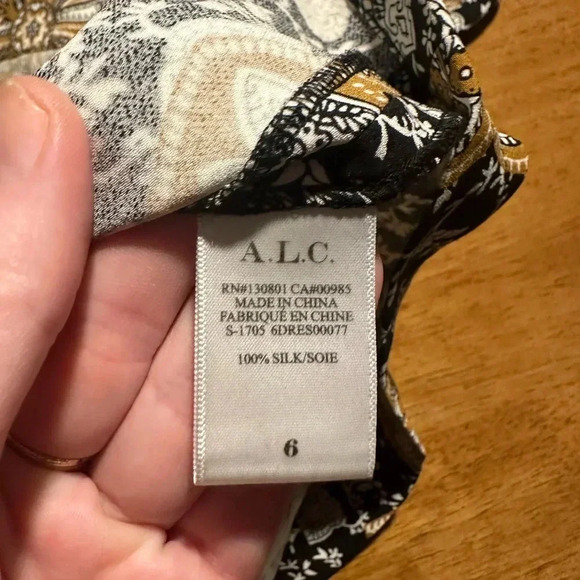 A.L.C.
RN#130801 CA#00985
MADE IN CHINA
FABRIQUÉ EN CHINE
S-1705 6DRES00077
100% SILK/SOIE
6